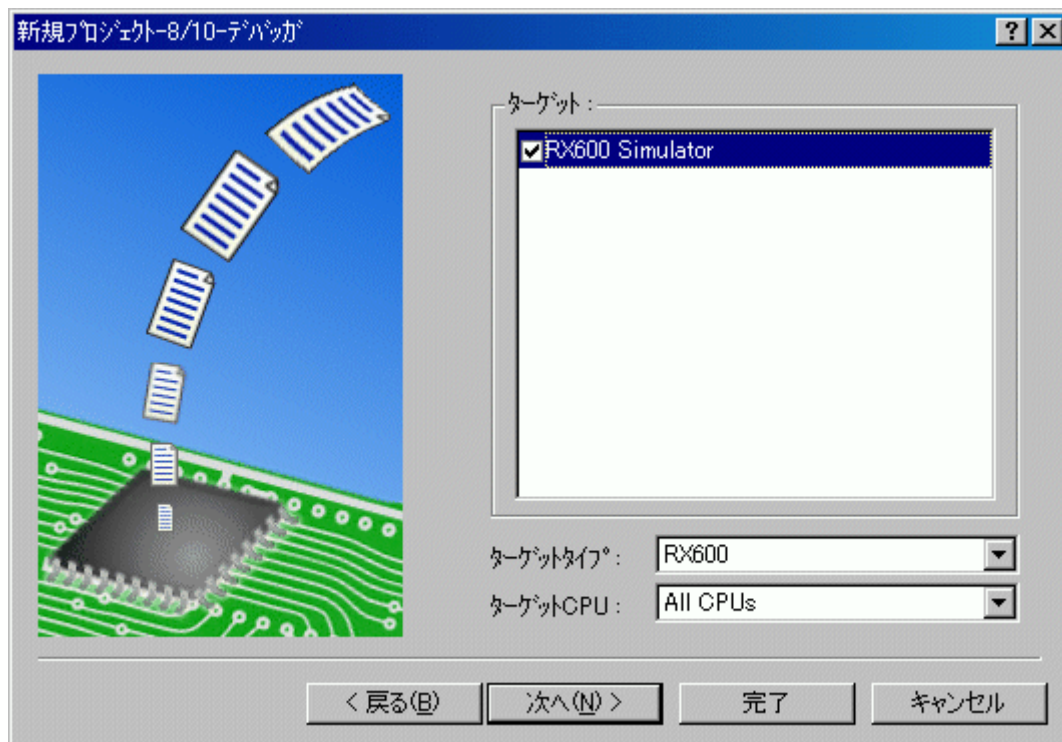 新規プロジェクト-8/10-デバッガ
ターゲット :
RX600 Simulator
ターゲットタイプ : RX600
ターゲットCPU : All CPUs
< 戻る(B) 次へ(N) > 完了 キャンセル